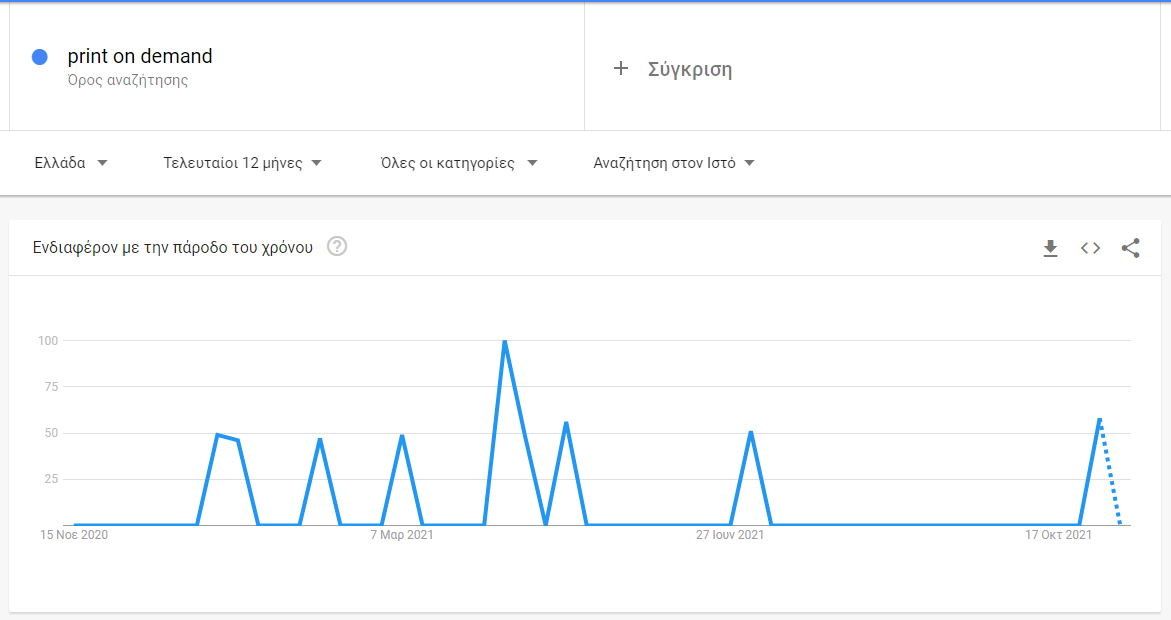 print on demand
Όρος αναζήτησης
+ Σύγκριση
Ελλάδα
Τελευταίοι 12 μήνες
Όλες οι κατηγορίες
Αναζήτηση στον Ιστό
Ενδιαφέρον με την πάροδο του χρόνου ?
100
75
50
25
15 Νοε 2020
7 Μαρ 2021
27 Ιουν 2021
17 Οκτ 2021